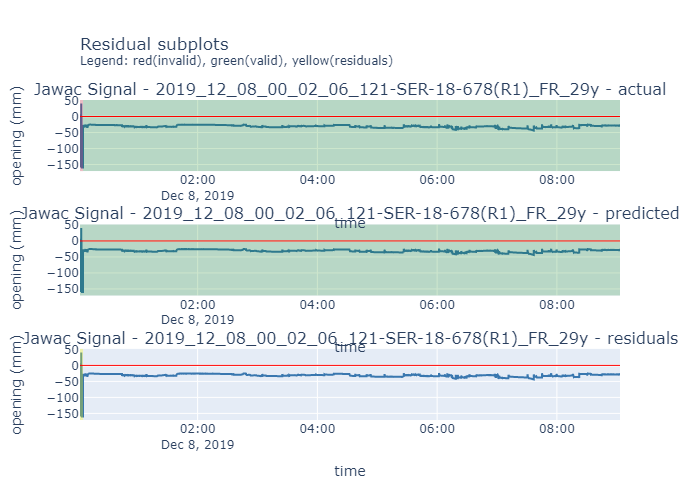 Residual subplots
Legend: red(invalid), green(valid), yellow(residuals)
Jawac Signal - 2019_12_08_00_02_06_121-SER-18-678(R1)_FR_29y - actual
opening (mm)
50
0
−50
−100
−150
02:00
04:00
06:00
08:00
Dec 8, 2019
time
Jawac Signal - 2019_12_08_00_02_06_121-SER-18-678(R1)_FR_29y - predicted
opening (mm)
50
0
−50
−100
−150
02:00
04:00
06:00
08:00
Dec 8, 2019
time
Jawac Signal - 2019_12_08_00_02_06_121-SER-18-678(R1)_FR_29y - residuals
opening (mm)
50
0
−50
−100
−150
02:00
04:00
06:00
08:00
Dec 8, 2019
time